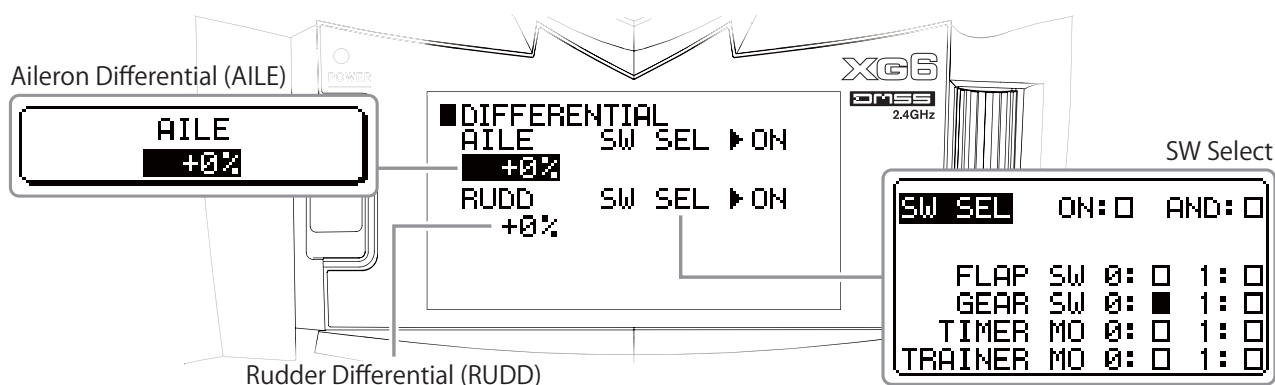 Aileron Differential (AILE)
AILE
+0%
POWER
XG6
DMSS
2.4GHz
■DIFFERENTIAL
AILE SW SEL ▶ON
+0%
RUDD SW SEL ▶ON
+0%
SW Select
SW SEL ON:□ AND:□
FLAP SW 0:□ 1:□
GEAR SW 0:■ 1:□
TIMER MO 0:□ 1:□
TRAINER MO 0:□ 1:□
Rudder Differential (RUDD)